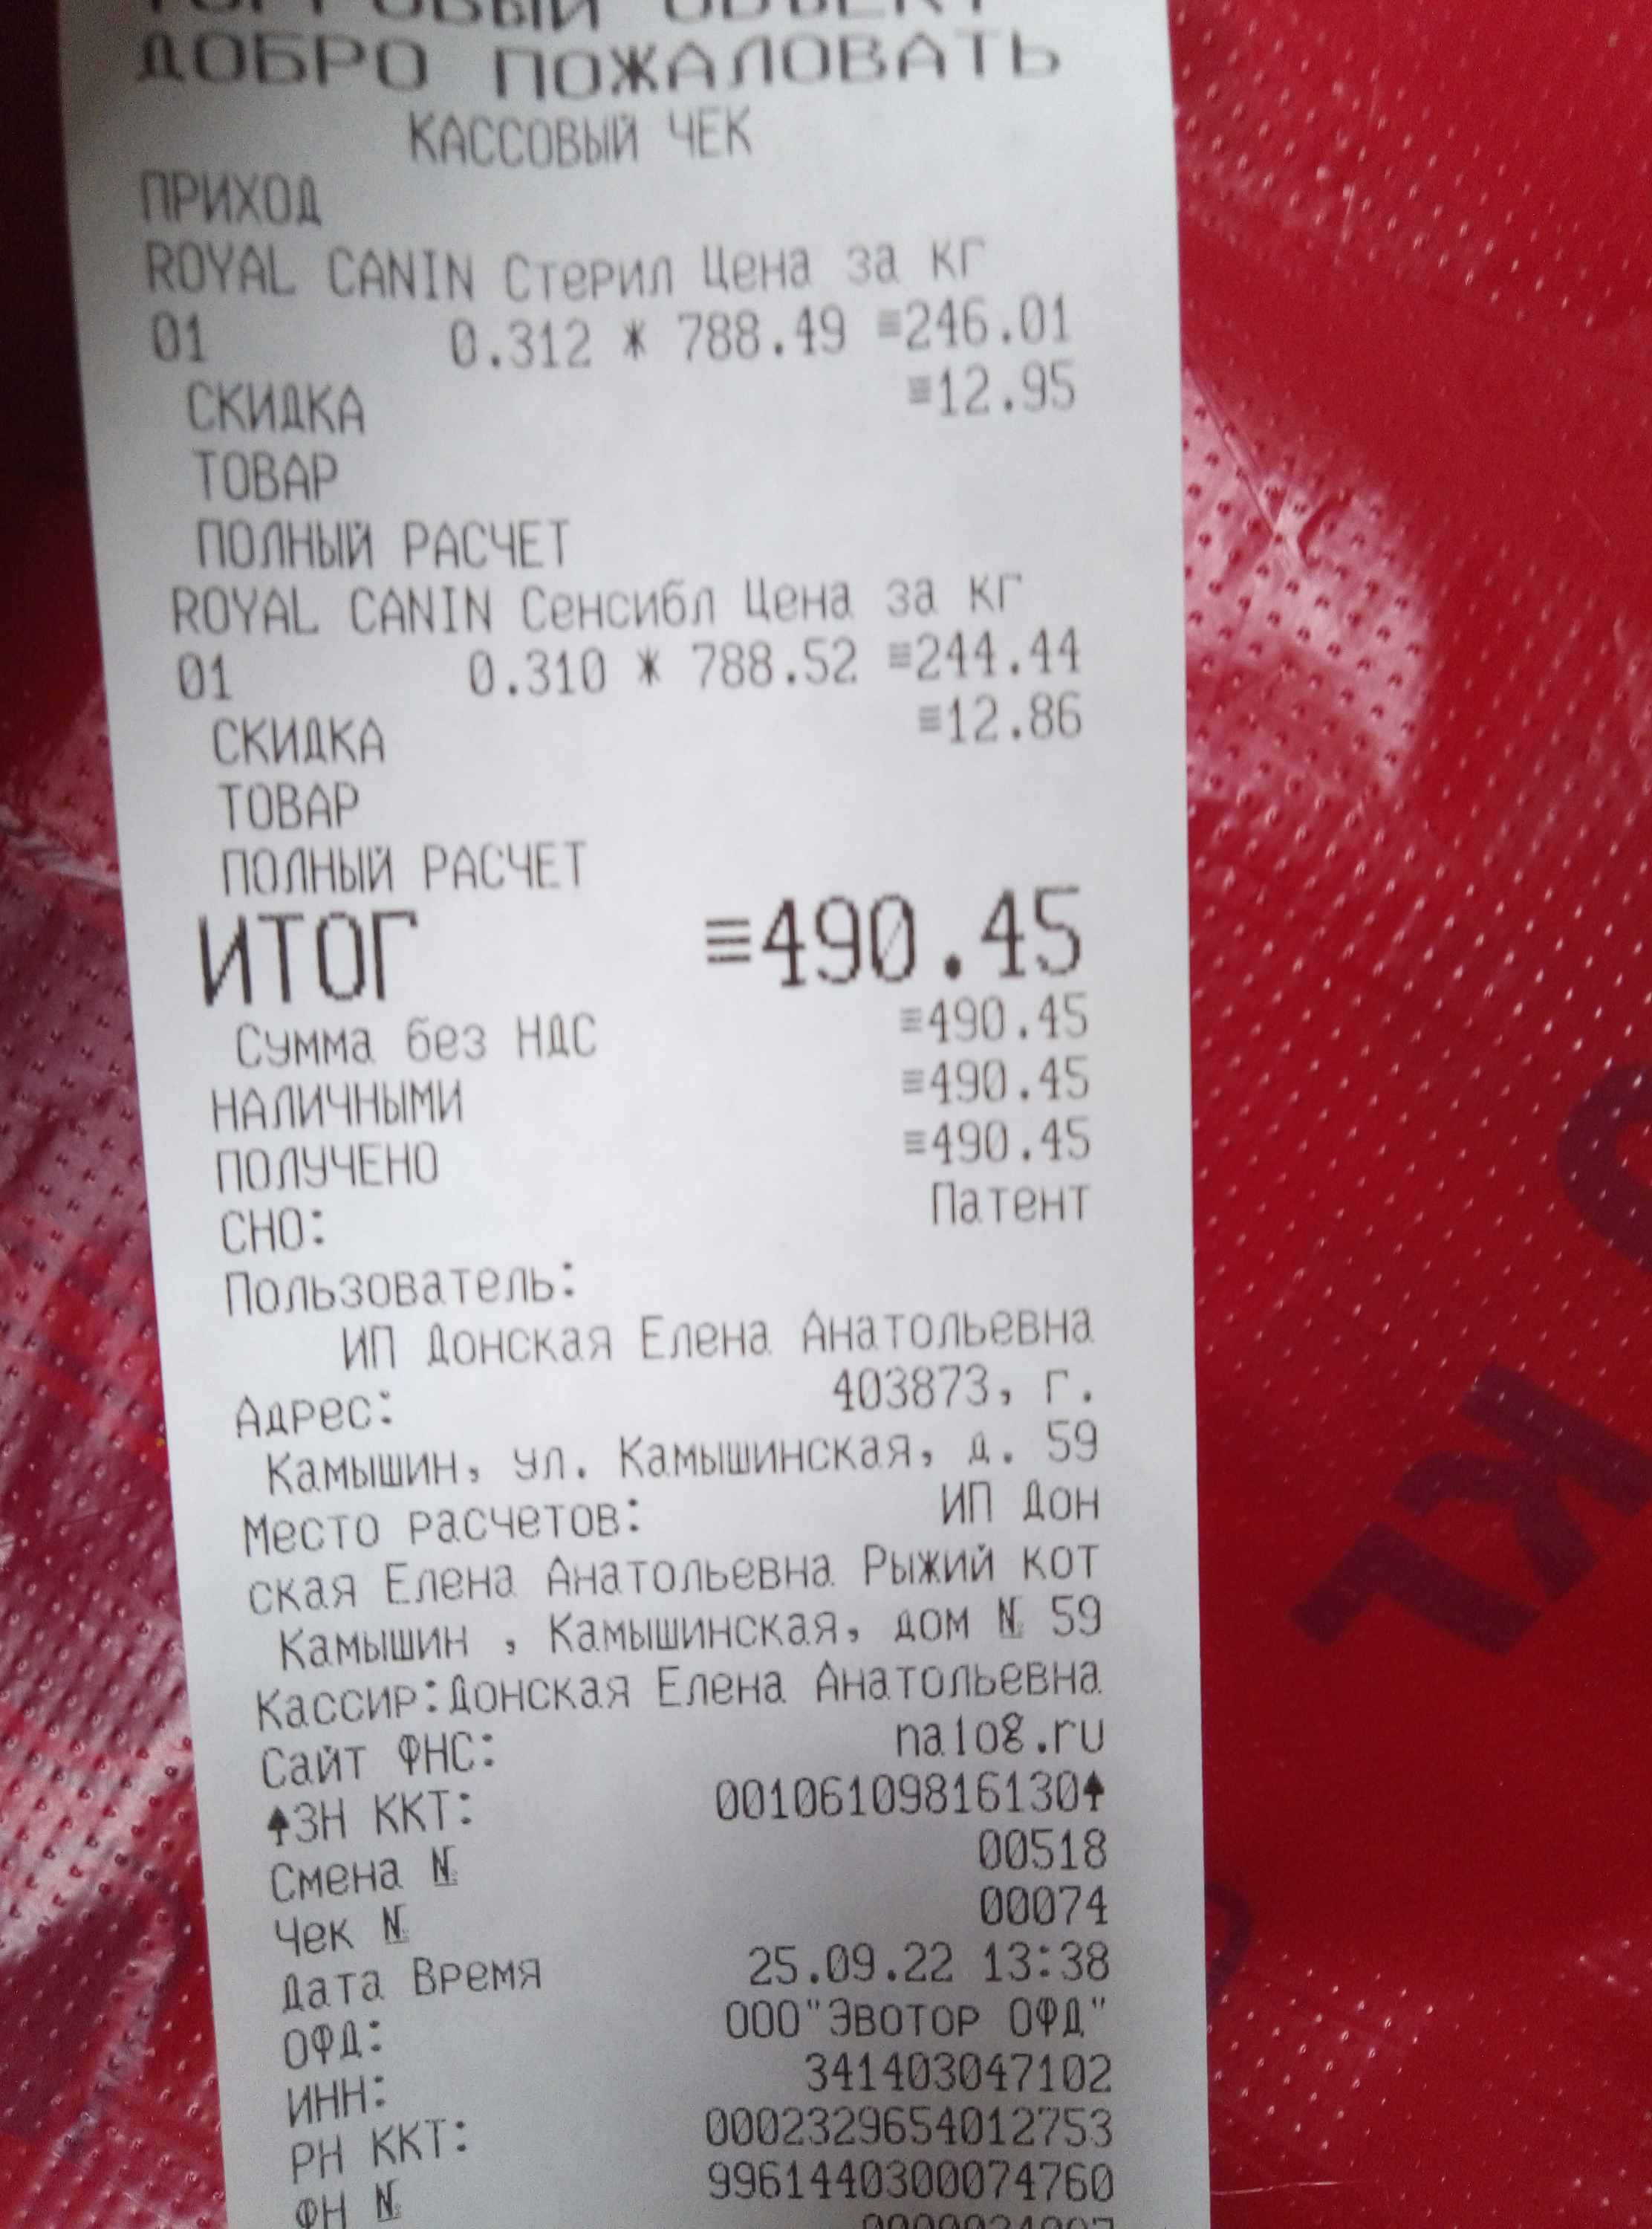 ТОРГОВЫЙ ОБЪЕКТ
ДОБРО ПОЖАЛОВАТЬ
КАССОВЫЙ ЧЕК
ПРИХОД
ROYAL CANIN Стерил Цена за кг
01 0.312 * 788.49 ≡246.01
СКИДКА ≡12.95
ТОВАР
ПОЛНЫЙ РАСЧЕТ
ROYAL CANIN Сенсибл Цена за кг
01 0.310 * 788.52 ≡244.44
СКИДКА ≡12.86
ТОВАР
ПОЛНЫЙ РАСЧЕТ
ИТОГ ≡490.45
Сумма без НДС ≡490.45
НАЛИЧНЫМИ ≡490.45
ПОЛУЧЕНО ≡490.45
СНО: Патент
Пользователь:
ИП Донская Елена Анатольевна
Адрес: 403873, г.
Камышин, ул. Камышинская, д. 59
Место расчетов: ИП Дон
ская Елена Анатольевна Рыжий кот
Камышин , Камышинская, дом № 59
Кассир:Донская Елена Анатольевна
Сайт ФНС: nalog.ru
↑ЗН ККТ: 00106109816130↑
Смена № 00518
Чек № 00074
Дата Время 25.09.22 13:38
ОФД: ООО"Эвотор ОФД"
ИНН: 341403047102
РН ККТ: 0002329654012753
ФН № 9961440300074760
KL